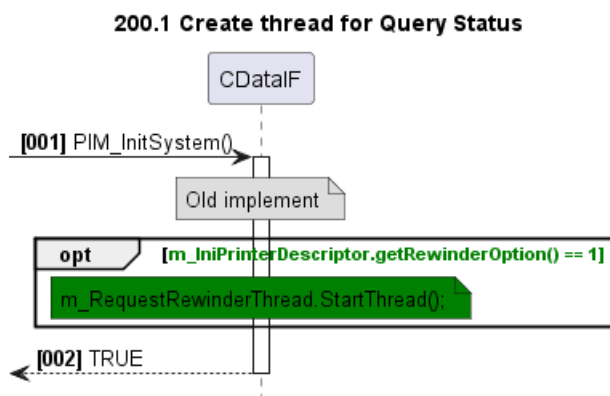 200.1 Create thread for Query Status
CDataIF
[001] PIM_InitSystem()
Old implement
opt [m_IniPrinterDescriptor.getRewinderOption() == 1]
m_RequestRewinderThread.StartThread();
[002] TRUE